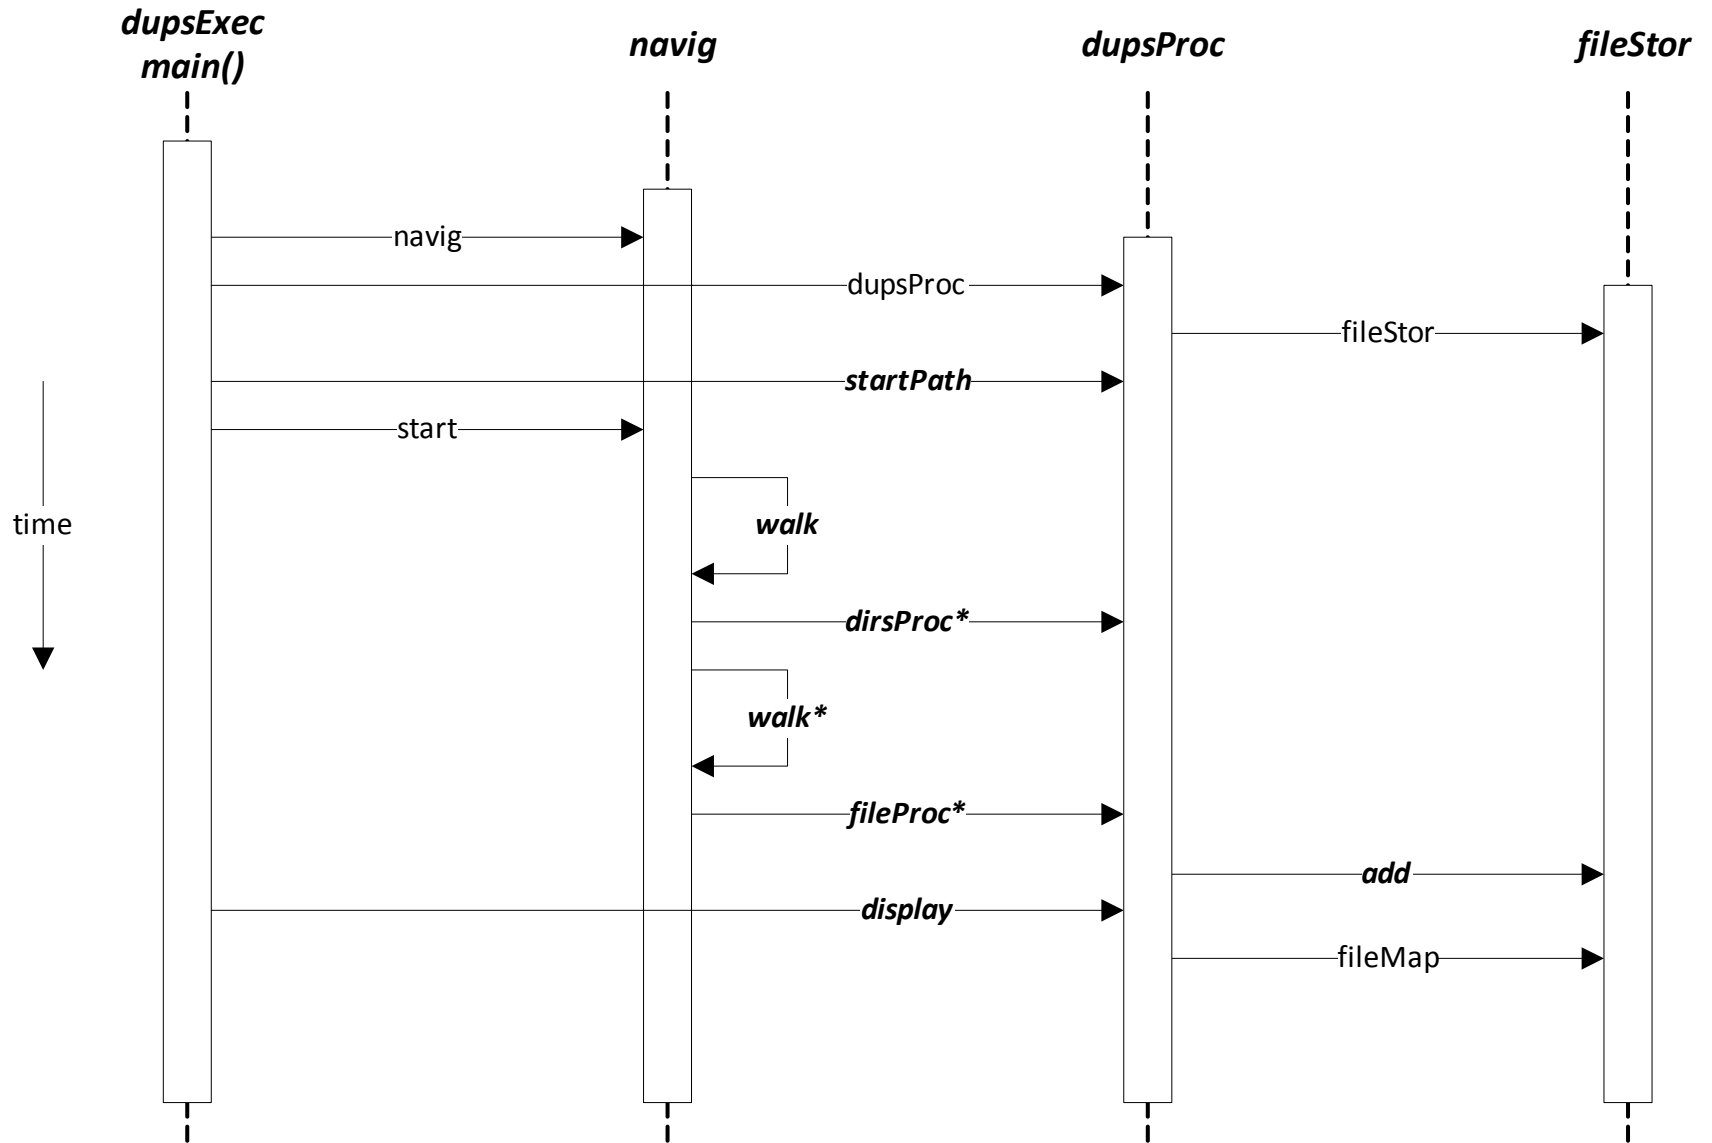 dupsExec
main()
navig
dupsProc
fileStor
navig
dupsProc
fileStor
startPath
start
time
walk
dirsProc*
walk*
fileProc*
add
display
fileMap